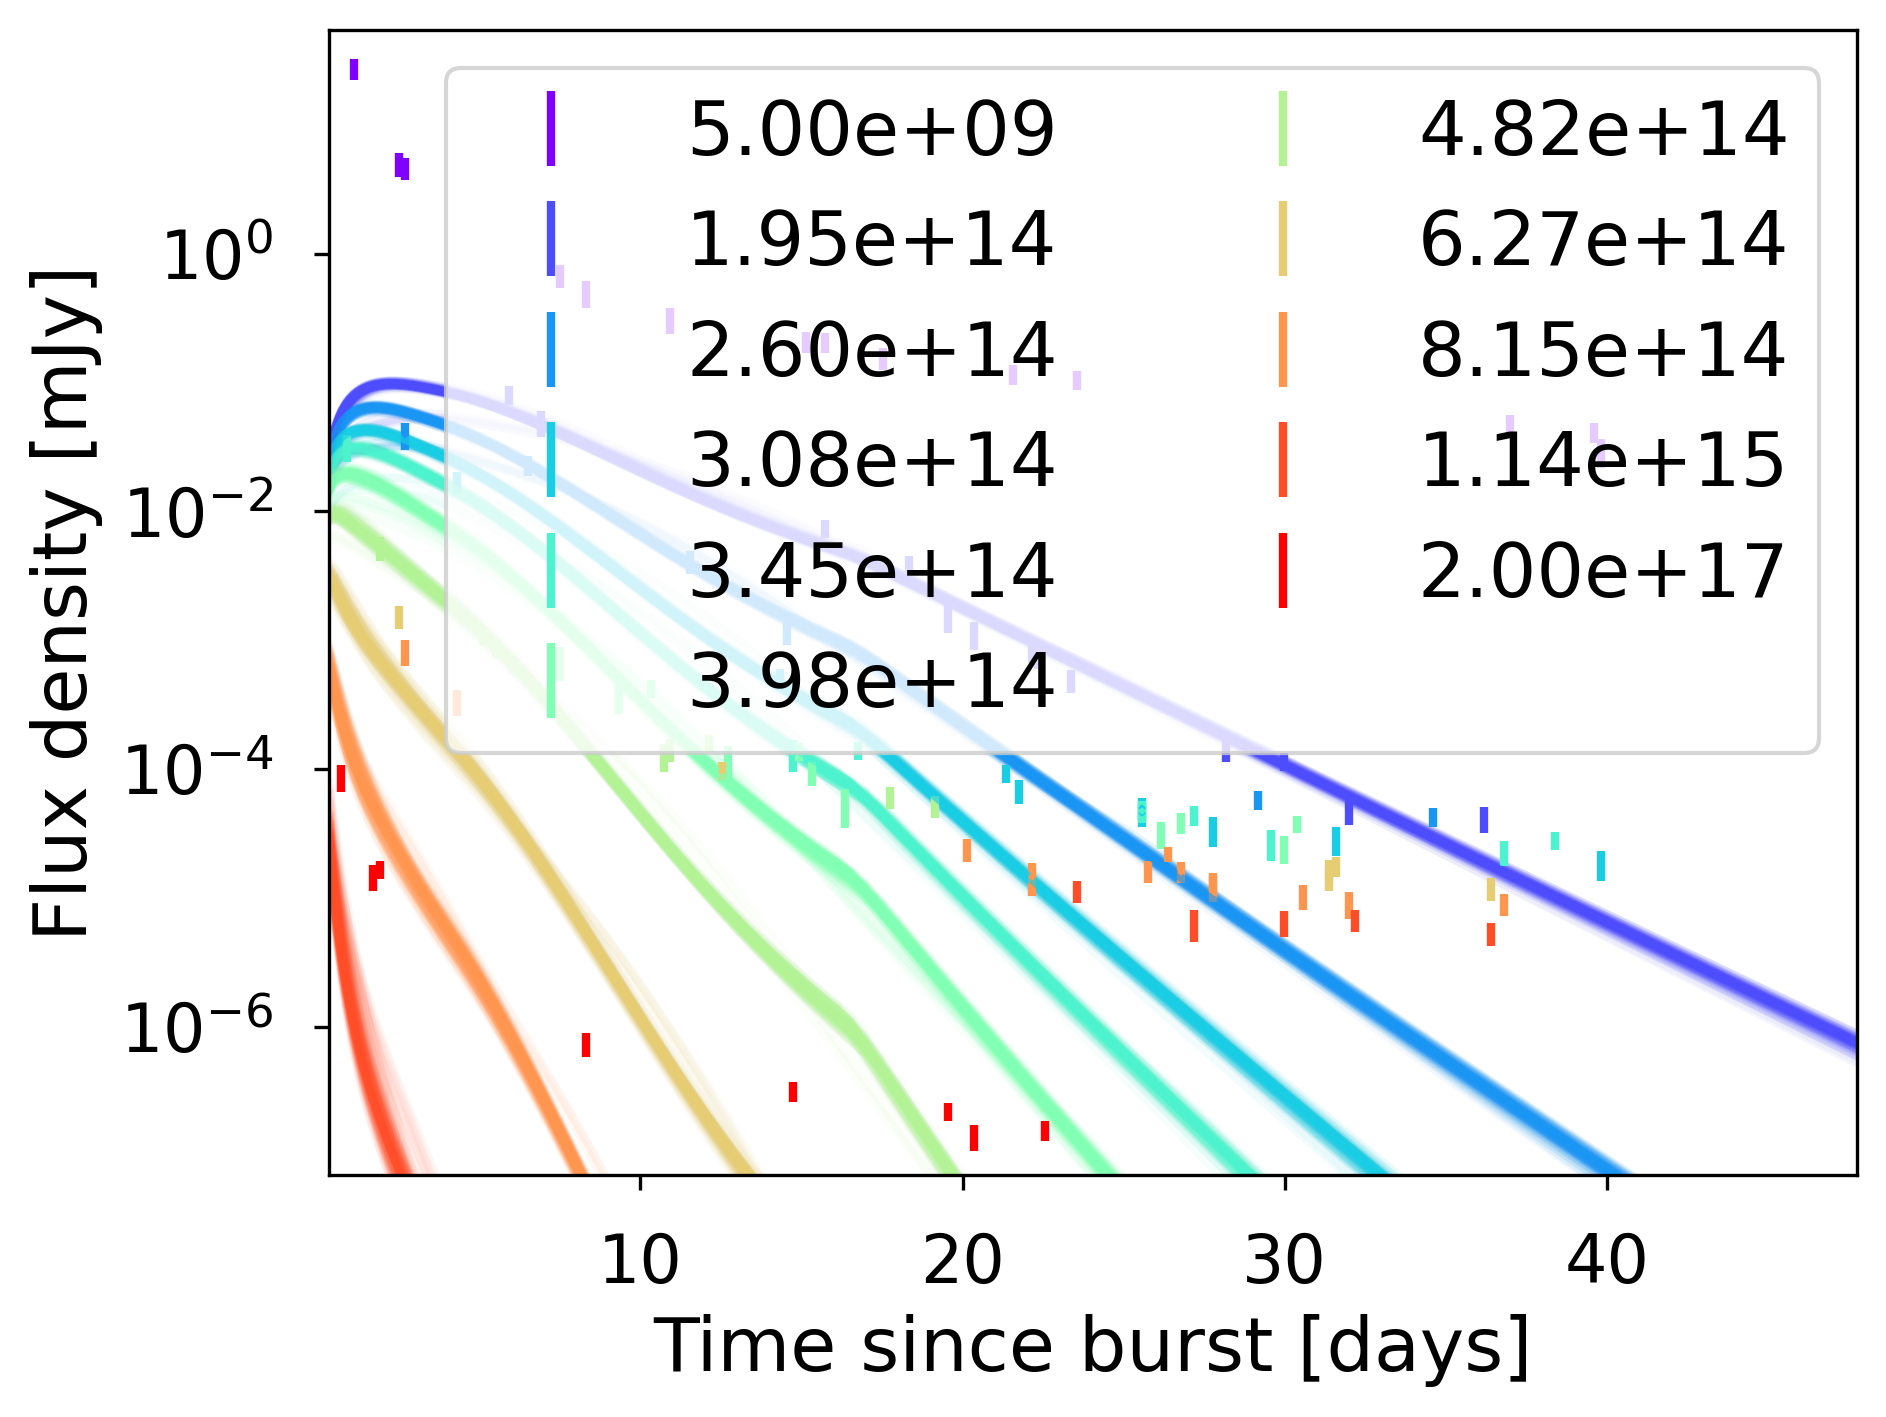 Flux density [mJy]
10⁰
10⁻²
10⁻⁴
10⁻⁶
5.00e+09
1.95e+14
2.60e+14
3.08e+14
3.45e+14
3.98e+14
4.82e+14
6.27e+14
8.15e+14
1.14e+15
2.00e+17
10 20 30 40
Time since burst [days]